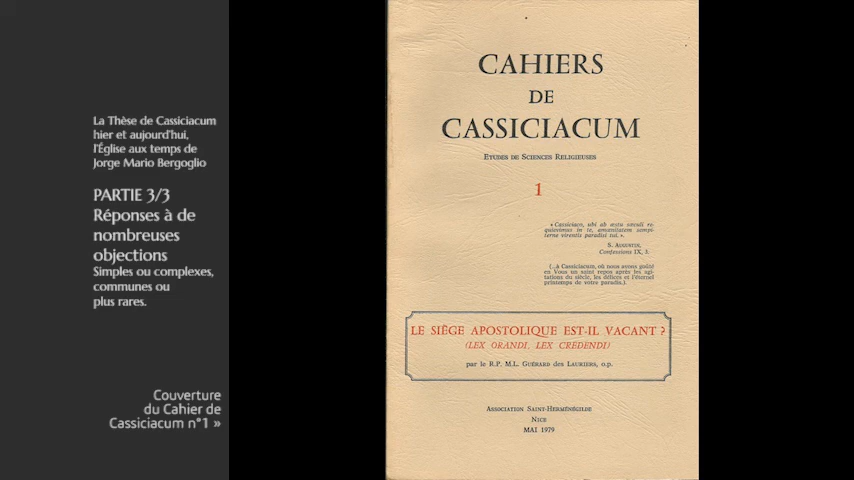 La Thèse de Cassiciacum
hier et aujourd'hui,
l'Église aux temps de
Jorge Mario Bergoglio
PARTIE 3/3
Réponses à de
nombreuses
objections
Simples ou complexes,
communes ou
plus rares.
Couverture
du Cahier de
Cassiciacum n°1 »
CAHIERS
DE
CASSICIACUM
ETUDES DE SCIENCES RELIGIEUSES
1
« Cassiciaco, ubi ab æstu sæculi re-
quievimus in te, amœnitatem sempi-
terne virentis paradisi tui. ».
S. AUGUSTIN,
Confessions IX, 3.
(...à Cassiciacum, où nous avons goûté
en Vous un saint repos après les agi-
tations du siècle, les délices et l'éternel
printemps de votre paradis.)
LE SIÈGE APOSTOLIQUE EST-IL VACANT ?
(LEX ORANDI, LEX CREDENDI)
par le R.P. M.L. GUÉRARD des LAURIERS, o.p.
ASSOCIATION SAINT-HERMÉNÉGILDE
NICE
MAI 1979